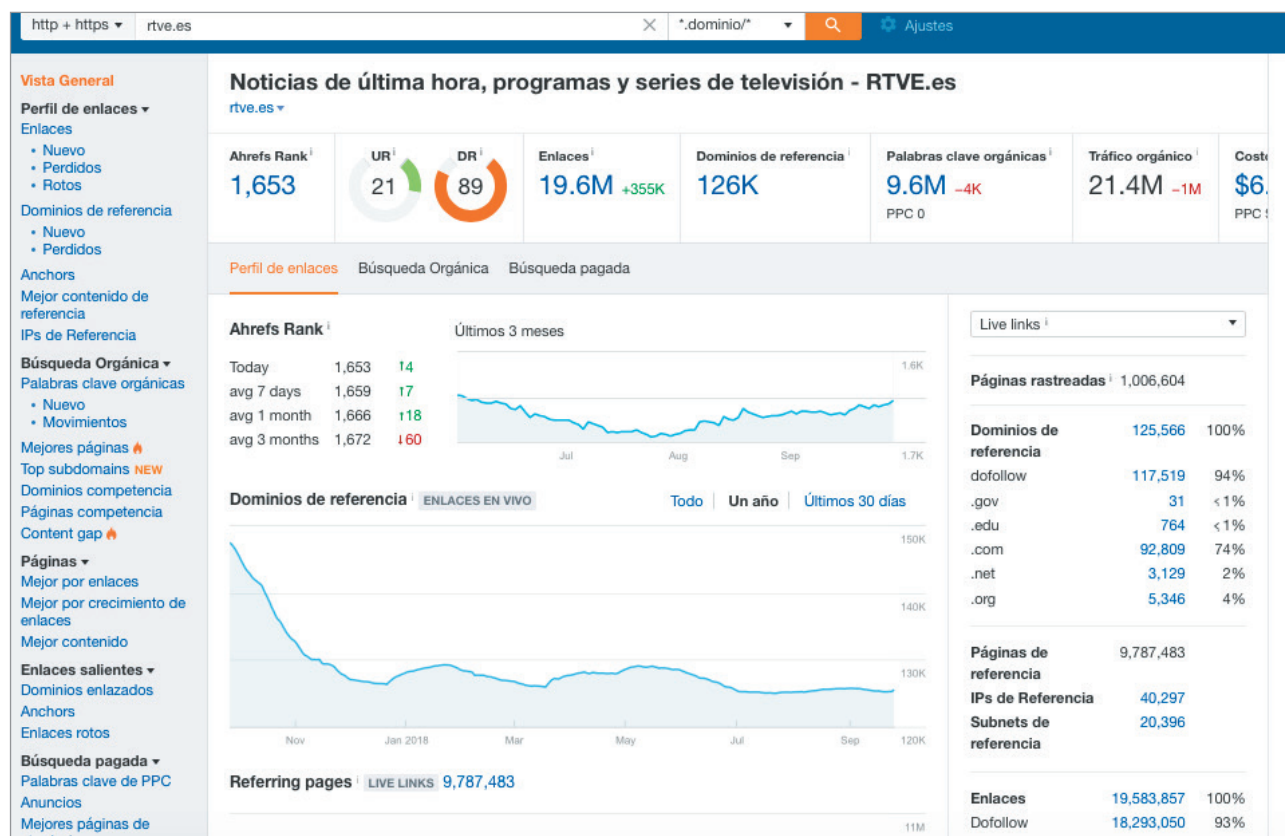 http + https ▾ rtve.es × *.dominio/* ▾ Ajustes
Vista General
Perfil de enlaces ▾
Enlaces
• Nuevo
• Perdidos
• Rotos
Dominios de referencia
• Nuevo
• Perdidos
Anchors
Mejor contenido de
referencia
IPs de Referencia
Búsqueda Orgánica ▾
Palabras clave orgánicas
• Nuevo
• Movimientos
Mejores páginas
Top subdomains NEW
Dominios competencia
Páginas competencia
Content gap
Páginas ▾
Mejor por enlaces
Mejor por crecimiento de
enlaces
Mejor contenido
Enlaces salientes ▾
Dominios enlazados
Anchors
Enlaces rotos
Búsqueda pagada ▾
Palabras clave de PPC
Anuncios
Mejores páginas de
Noticias de última hora, programas y series de televisión - RTVE.es
rtve.es ▾
Ahrefs Rank i
1,653
UR i
21
DR i
89
Enlaces i
19.6M +355K
Dominios de referencia i
126K
Palabras clave orgánicas i
9.6M –4K
PPC 0
Tráfico orgánico i
21.4M –1M
Cost
$6.
PPC
Perfil de enlaces Búsqueda Orgánica Búsqueda pagada
Ahrefs Rank i
Today 1,653 ↑4
avg 7 days 1,659 ↑7
avg 1 month 1,666 ↑18
avg 3 months 1,672 ↓60
Últimos 3 meses
1.6K
Jul Aug Sep 1.7K
Dominios de referencia i ENLACES EN VIVO Todo | Un año | Últimos 30 días
150K
140K
130K
Nov Jan 2018 Mar May Jul Sep 120K
Referring pages i LIVE LINKS 9,787,483
11M
Live links i ▾
Páginas rastreadas i 1,006,604
Dominios de 125,566 100%
referencia
dofollow 117,519 94%
.gov 31 <1%
.edu 764 <1%
.com 92,809 74%
.net 3,129 2%
.org 5,346 4%
Páginas de 9,787,483
referencia
IPs de Referencia 40,297
Subnets de 20,396
referencia
Enlaces 19,583,857 100%
Dofollow 18,293,050 93%